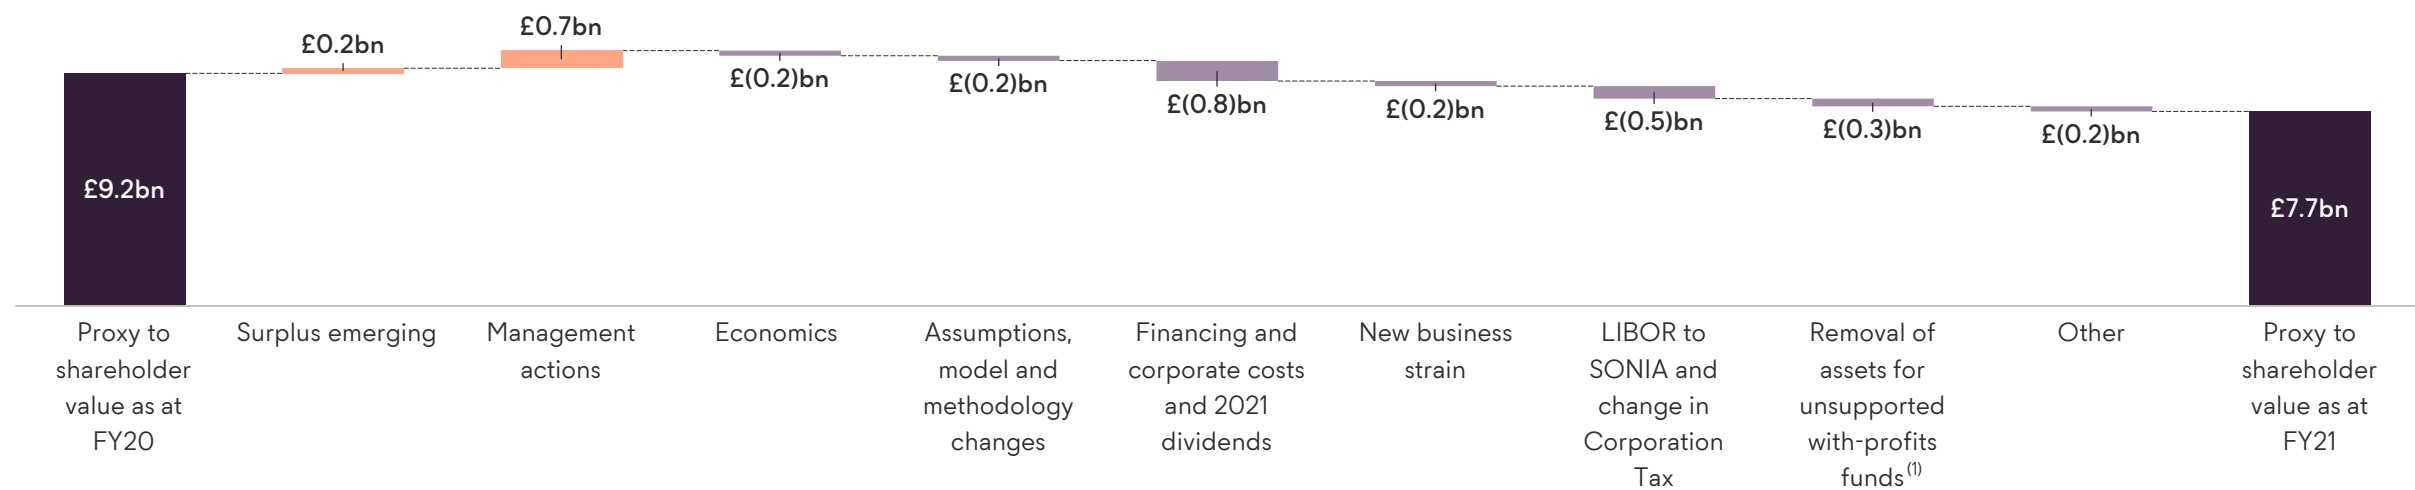 £0.2bn
£0.7bn
£(0.2)bn
£(0.2)bn
£(0.8)bn
£(0.2)bn
£(0.5)bn
£(0.3)bn
£(0.2)bn
£9.2bn
£7.7bn
Proxy to
shareholder
value as at
FY20
Surplus emerging
Management
actions
Economics
Assumptions,
model and
methodology
changes
Financing and
corporate costs
and 2021
dividends
New business
strain
LIBOR to
SONIA and
change in
Corporation
Tax
Removal of
assets for
unsupported
with-profits
funds(1)
Other
Proxy to
shareholder
value as at
FY21